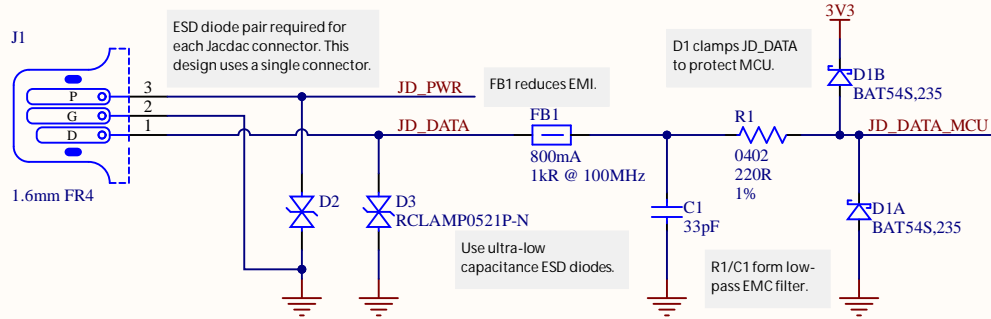 J1
ESD diode pair required for
each Jacdac connector. This
design uses a single connector.
D1 clamps JD_DATA
to protect MCU.
3V3
D1B
BAT54S,235
FB1 reduces EMI.
P
3
JD_PWR
G
2
D
1
JD_DATA
FB1
800mA
1kR @ 100MHz
R1
0402
220R
1%
JD_DATA_MCU
1.6mm FR4
D2
D3
RCLAMP0521P-N
C1
33pF
D1A
BAT54S,235
Use ultra-low
capacitance ESD diodes.
R1/C1 form low-
pass EMC filter.